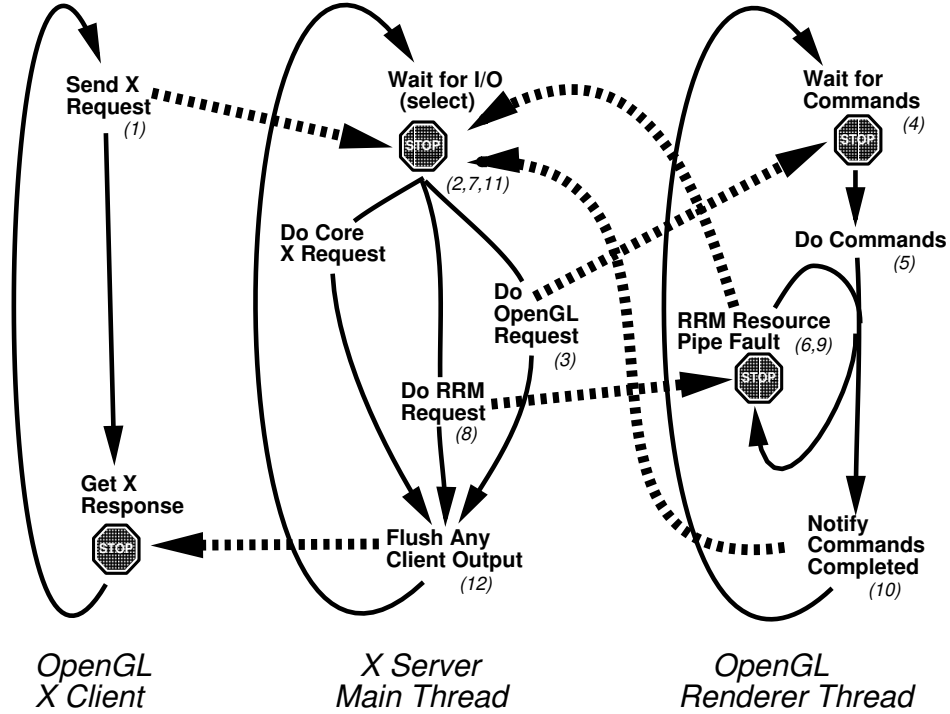 Send X
Request
(1)
STOP
Get X
Response
STOP
OpenGL
X Client
Wait for I/O
(select)
STOP
(2,7,11)
Do Core
X Request
Do
OpenGL
Request
(3)
Do RRM
Request
(8)
Flush Any
Client Output
(12)
X Server
Main Thread
Wait for
Commands
(4)
STOP
Do Commands
(5)
RRM Resource
Pipe Fault
(6,9)
STOP
Notify
Commands
Completed
(10)
OpenGL
Renderer Thread